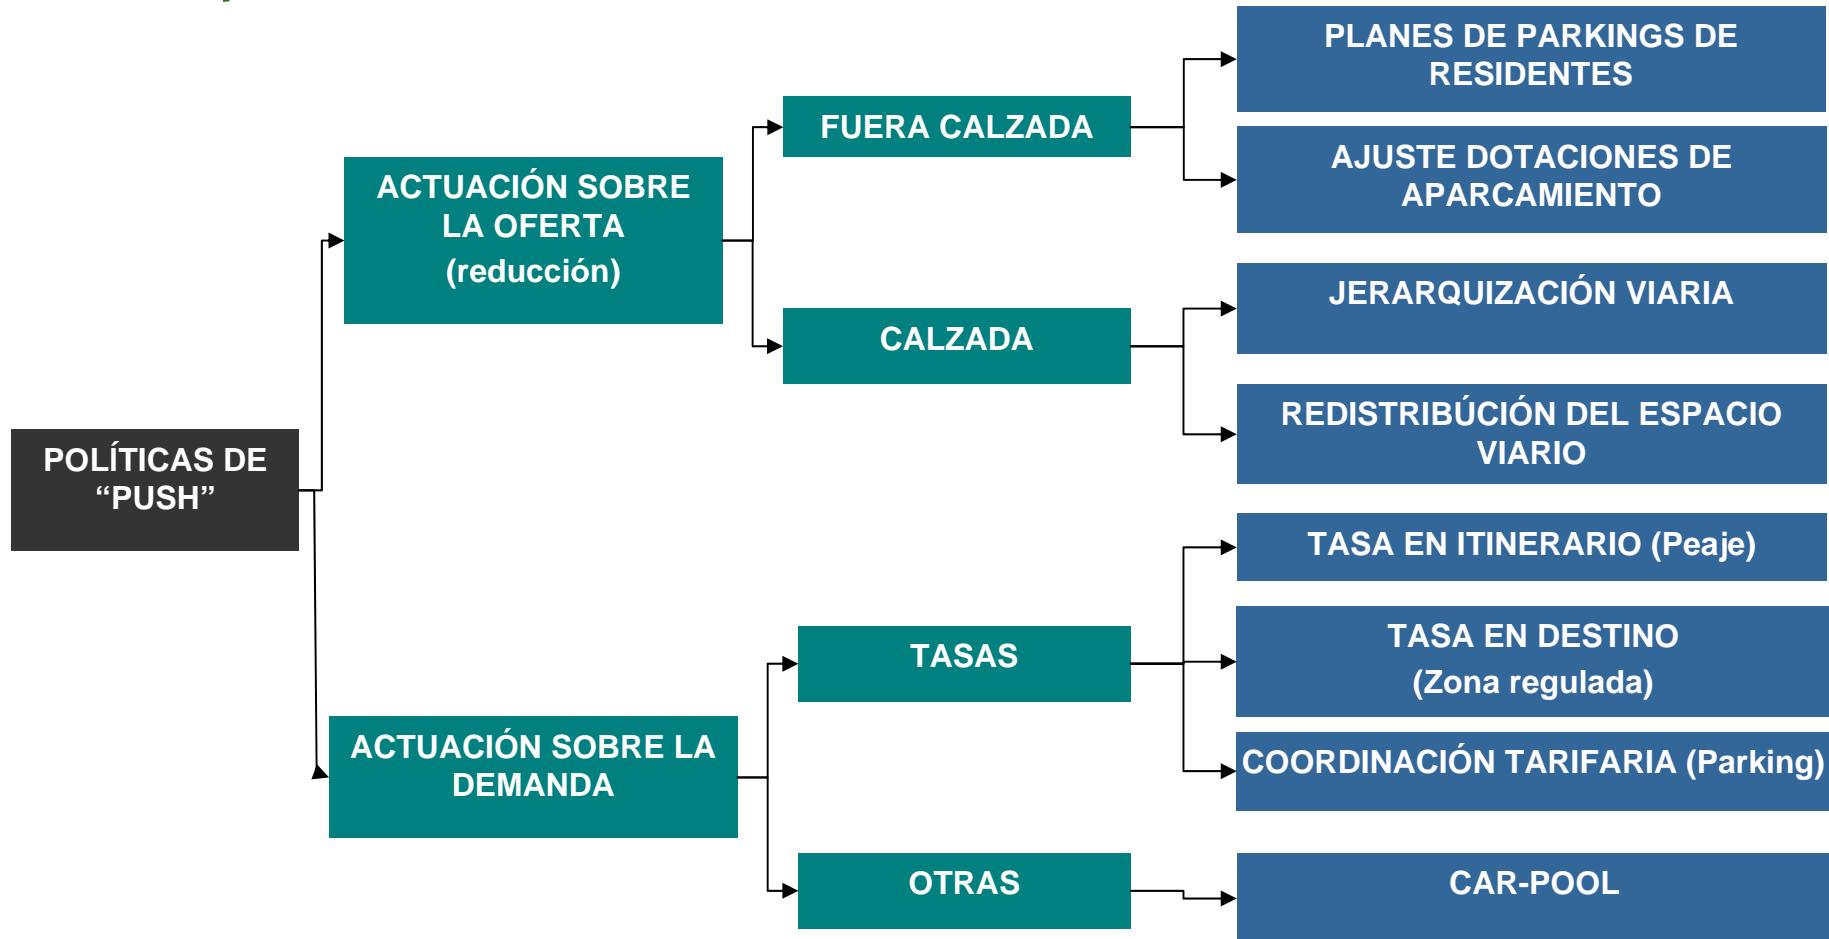 PLANES DE PARKINGS DE
RESIDENTES
FUERA CALZADA
AJUSTE DOTACIONES DE
APARCAMIENTO
ACTUACIÓN SOBRE
LA OFERTA
(reducción)
JERARQUIZACIÓN VIARIA
CALZADA
REDISTRIBÚCIÓN DEL ESPACIO
VIARIO
POLÍTICAS DE
“PUSH”
TASA EN ITINERARIO (Peaje)
TASAS
TASA EN DESTINO
(Zona regulada)
ACTUACIÓN SOBRE LA
DEMANDA
COORDINACIÓN TARIFARIA (Parking)
OTRAS
CAR-POOL